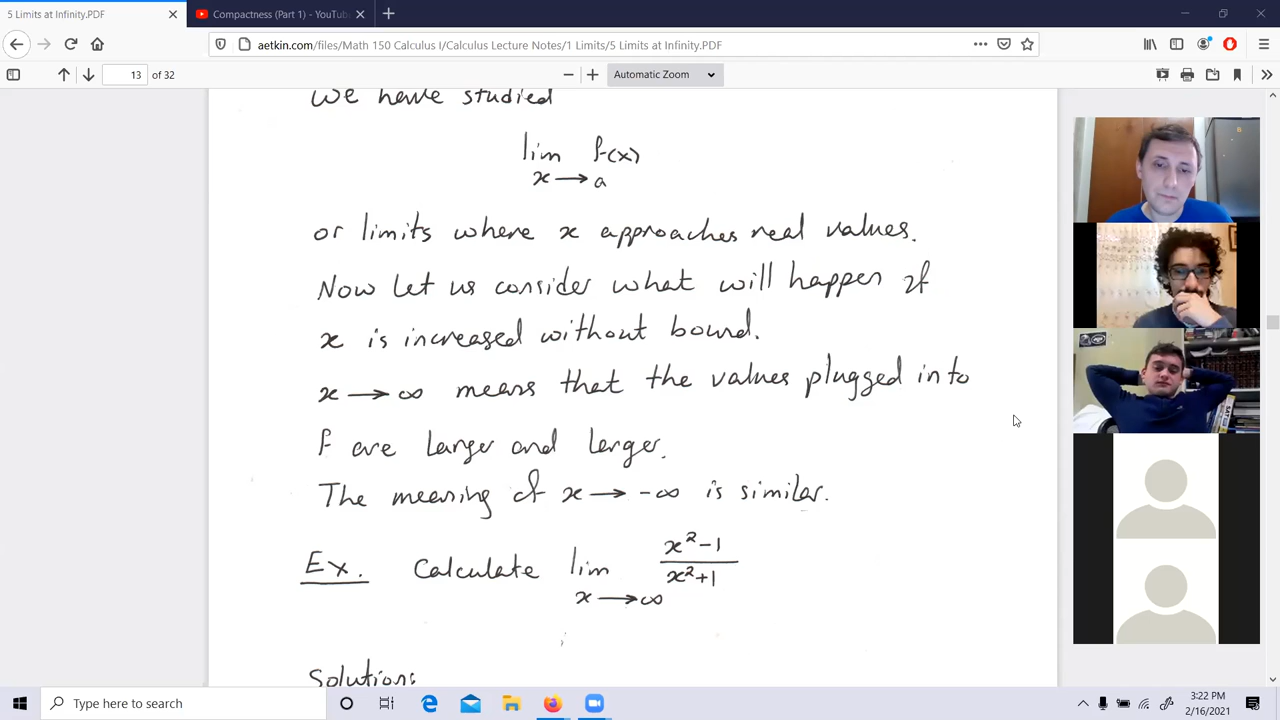 5 Limits at Infinity.PDF
Compactness (Part 1) - YouTub
aetkin.com/files/Math 150 Calculus I/Calculus Lecture Notes/1 Limits/5 Limits at Infinity.PDF
13 of 32
Automatic Zoom
We have studied
lim f(x)
x → a
or limits where x approaches real values.
Now let us consider what will happen if
x is increased without bound.
x → ∞ means that the values plugged into
f are larger and larger.
The meaning of x → -∞ is similar.
Ex. Calculate lim x²-1
x²+1
x → ∞
Solution:
Type here to search
3:22 PM
2/16/2021